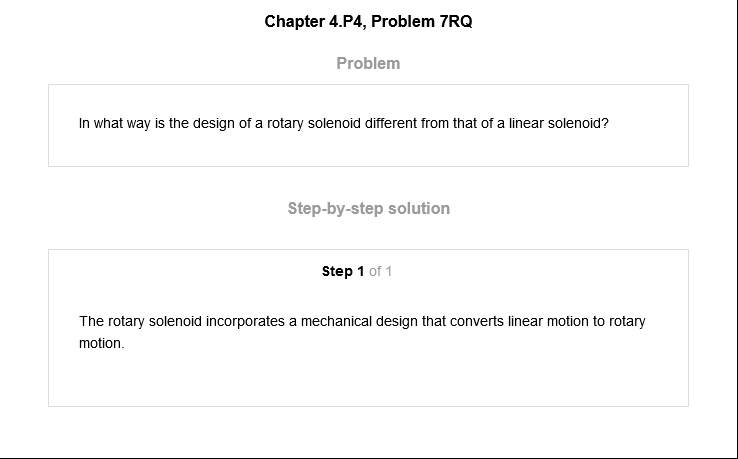 Chapter 4.P4, Problem 7RQ
Problem
In what way is the design of a rotary solenoid different from that of a linear solenoid?
Step-by-step solution
Step 1 of 1
The rotary solenoid incorporates a mechanical design that converts linear motion to rotary
motion.